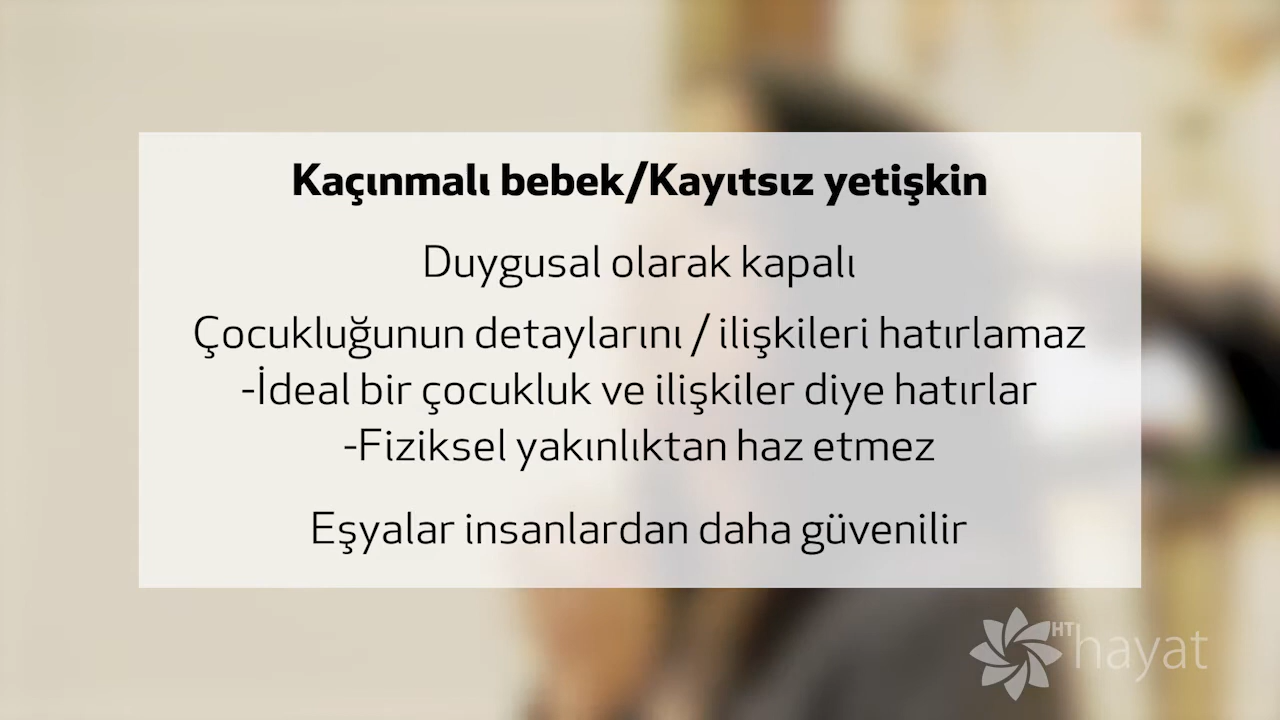 Kaçınmalı bebek/Kayıtsız yetişkin
Duygusal olarak kapalı
Çocukluğunun detaylarını / ilişkileri hatırlamaz
-İdeal bir çocukluk ve ilişkiler diye hatırlar
-Fiziksel yakınlıktan haz etmez
Eşyalar insanlardan daha güvenilir
HT hayat